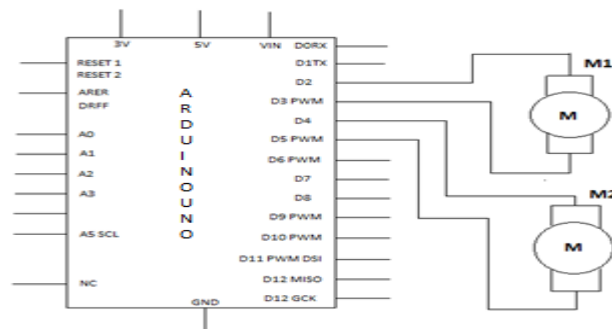 3V 5V VIN D0RX
D1TX
RESET 1
RESET 2
D2
ARER
DRFF
D3 PWM
D4
A0
D5 PWM
A1
D6 PWM
A2
D7
A3
D8
D9 PWM
A5 SCL
D10 PWM
D11 PWM DSI
NC
D12 MISO
D12 GCK
GND
ARDUINOUNO
M1
M
M2
M